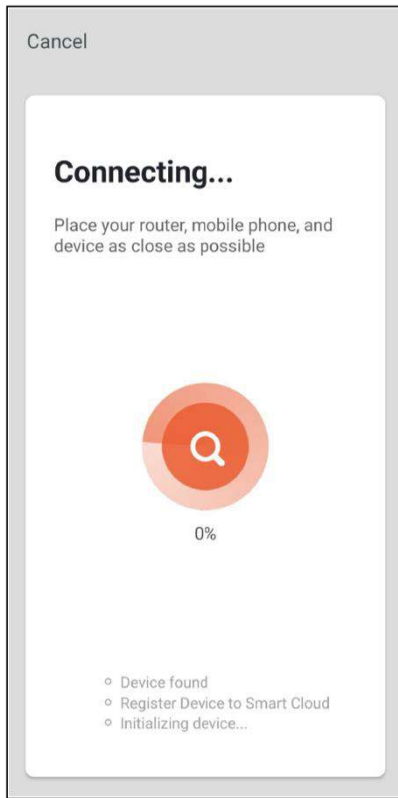 Cancel
Connecting...
Place your router, mobile phone, and
device as close as possible
0%
Device found
Register Device to Smart Cloud
Initializing device...